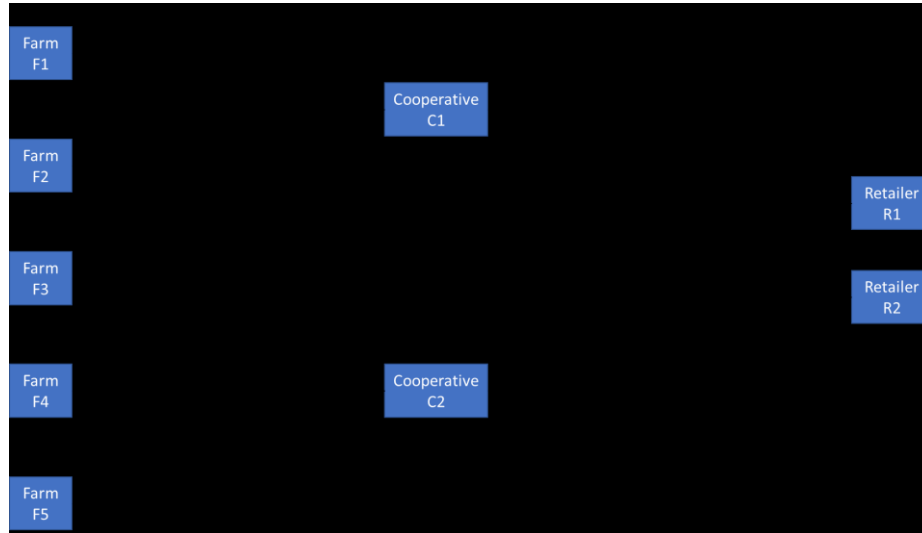 Farm
F1
Cooperative
C1
Farm
F2
Retailer
R1
Farm
F3
Retailer
R2
Farm
F4
Cooperative
C2
Farm
F5